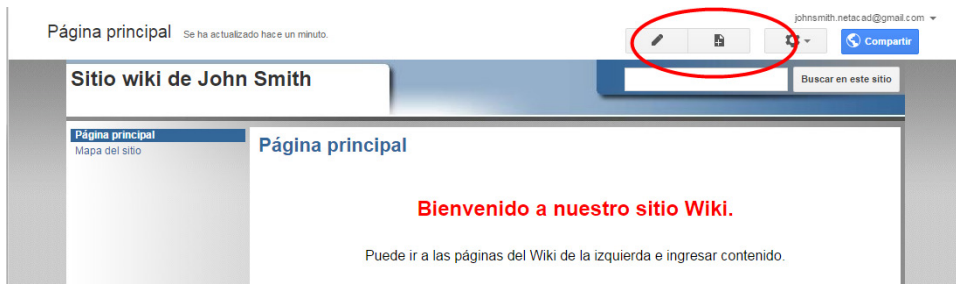 johnsmith.netacad@gmail.com
Página principal Se ha actualizado hace un minuto.
Compartir
Sitio wiki de John Smith
Buscar en este sitio
Página principal
Mapa del sitio
Página principal
Bienvenido a nuestro sitio Wiki.
Puede ir a las páginas del Wiki de la izquierda e ingresar contenido.